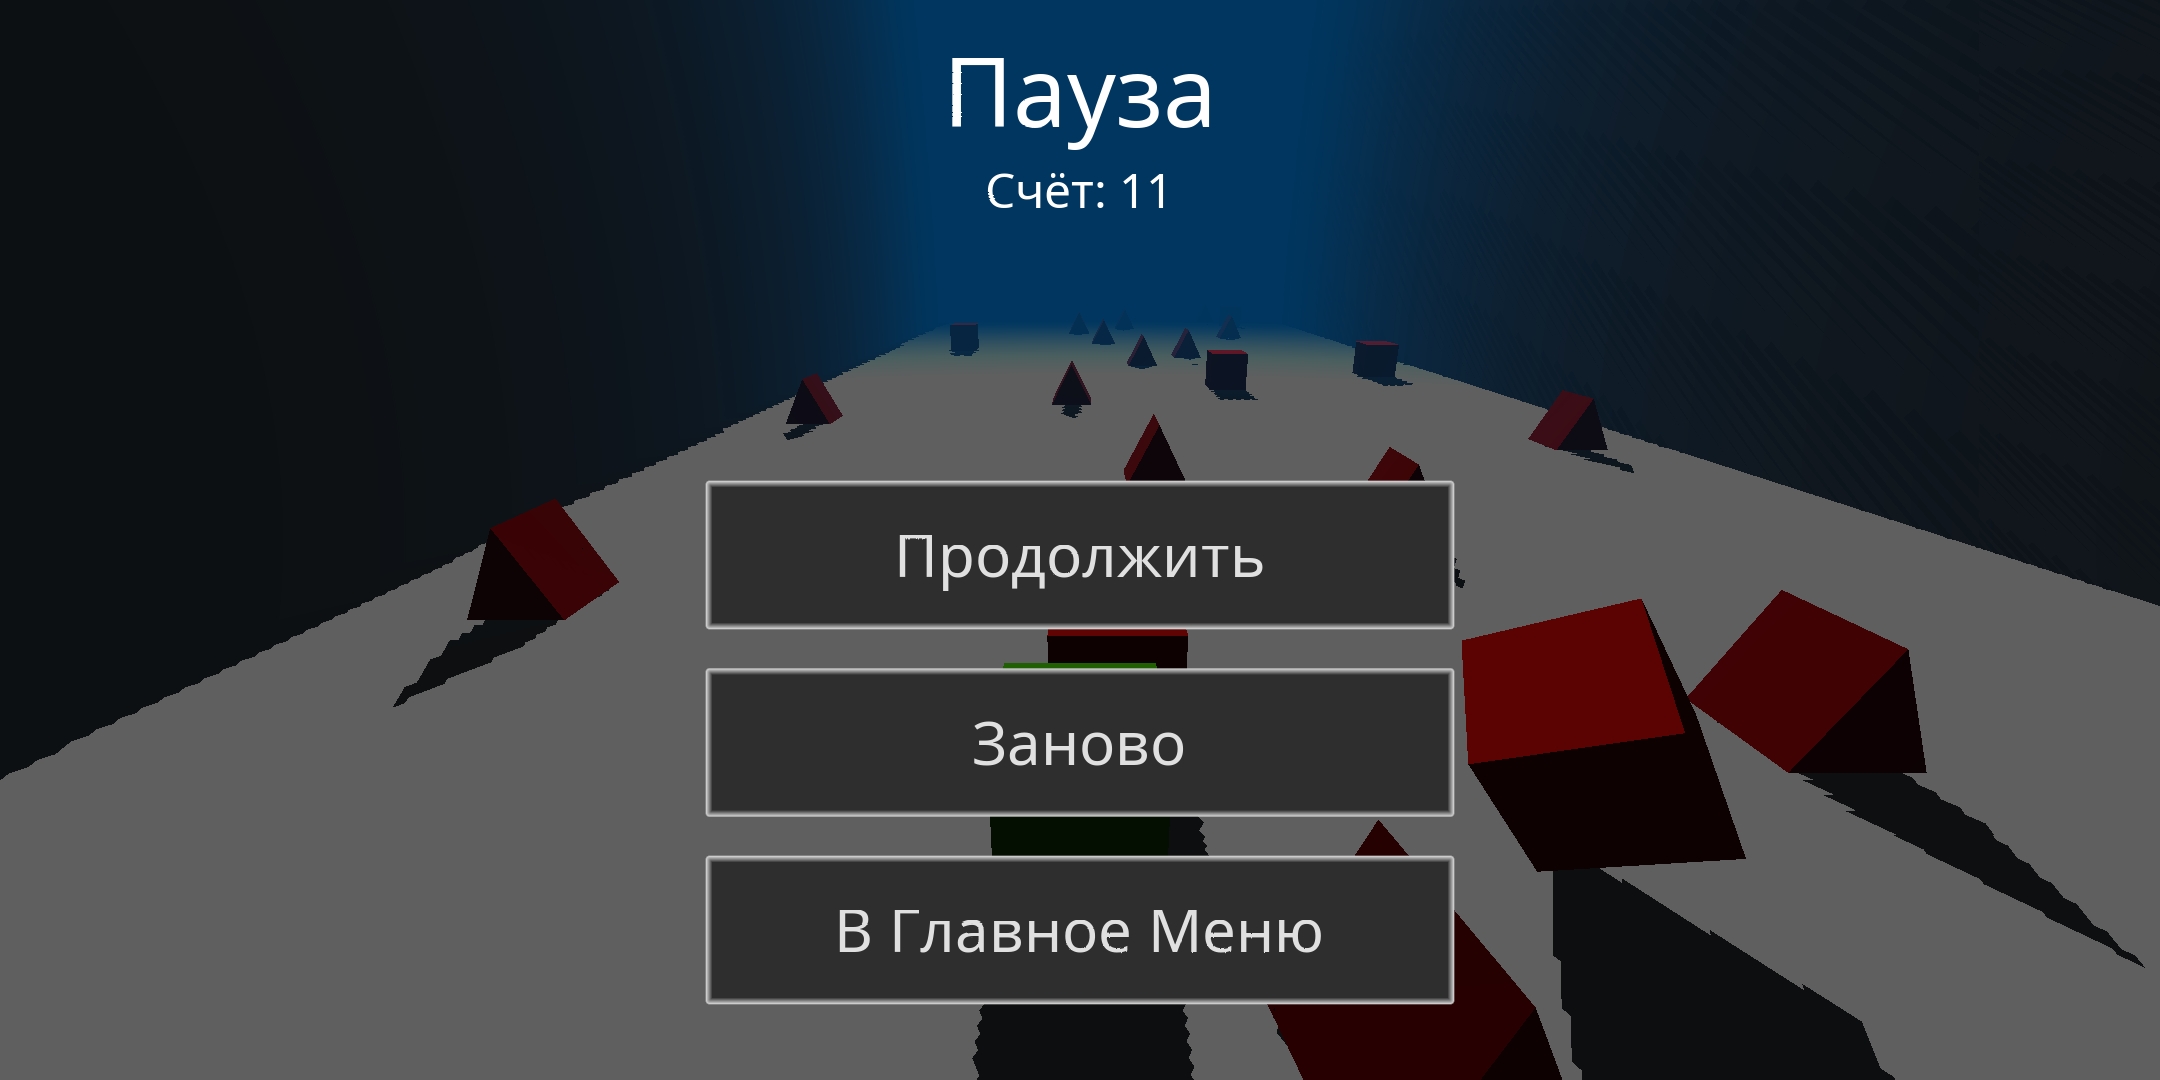 Пауза
Счёт: 11
Продолжить
Заново
В Главное Меню